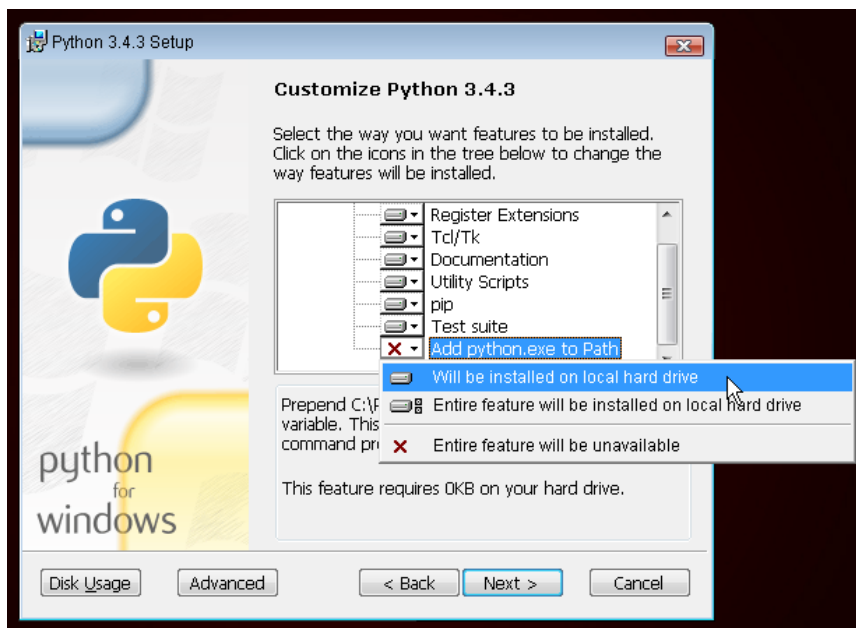 Python 3.4.3 Setup
Customize Python 3.4.3
Select the way you want features to be installed.
Click on the icons in the tree below to change the
way features will be installed.
Register Extensions
Tcl/Tk
Documentation
Utility Scripts
pip
Test suite
Add python.exe to Path
Will be installed on local hard drive
Entire feature will be installed on local hard drive
Entire feature will be unavailable
Prepend C:\
variable. This
command
This feature requires 0KB on your hard drive.
python
for
windows
Disk Usage
Advanced
< Back
Next >
Cancel